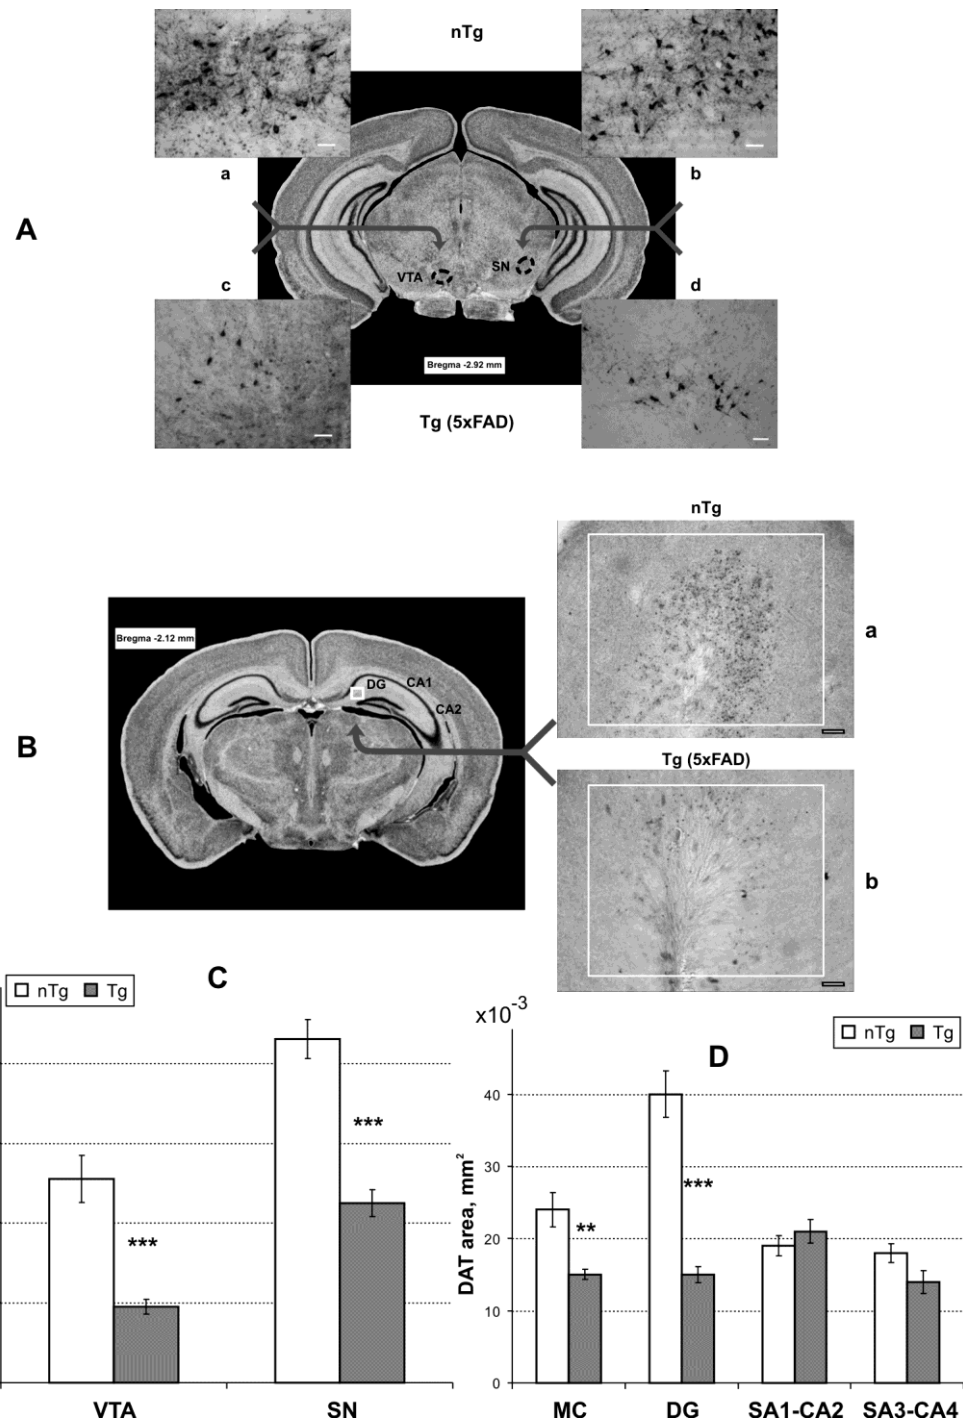 nTg
a
b
A
VTA
SN
c
d
Bregma -2.92 mm
Tg (5xFAD)
nTg
Bregma -2.12 mm
DG
CA1
CA2
a
B
Tg (5xFAD)
b
C
nTg
Tg
***
***
VTA
SN
x10-3
D
nTg
Tg
DAT area, mm²
40
30
20
10
0
**
***
MC
DG
SA1-CA2
SA3-CA4